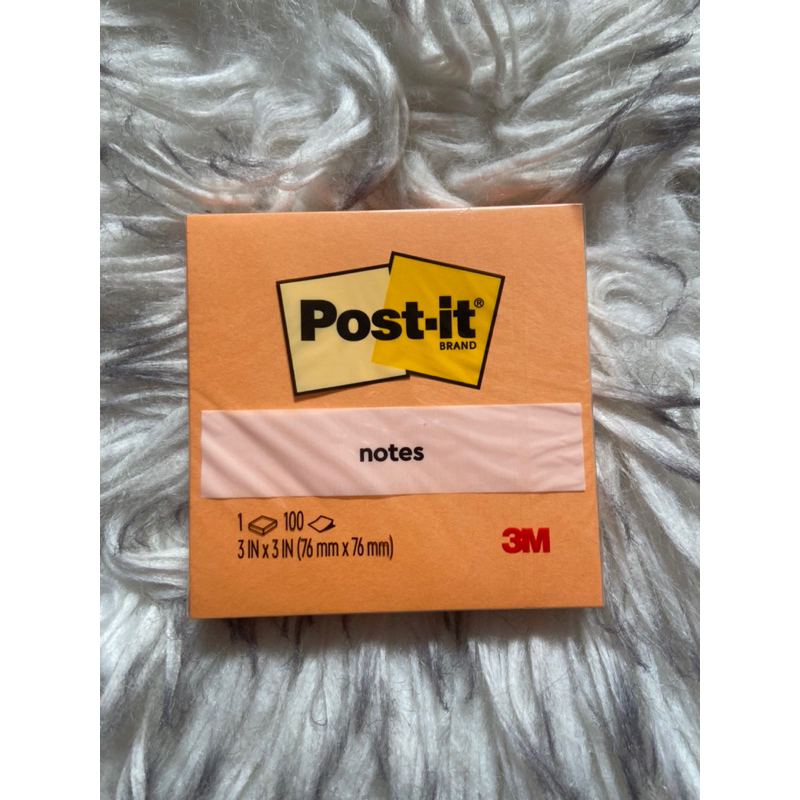 Post-it®
BRAND
notes
1 100
3 IN x 3 IN (76 mm x 76 mm)
3M